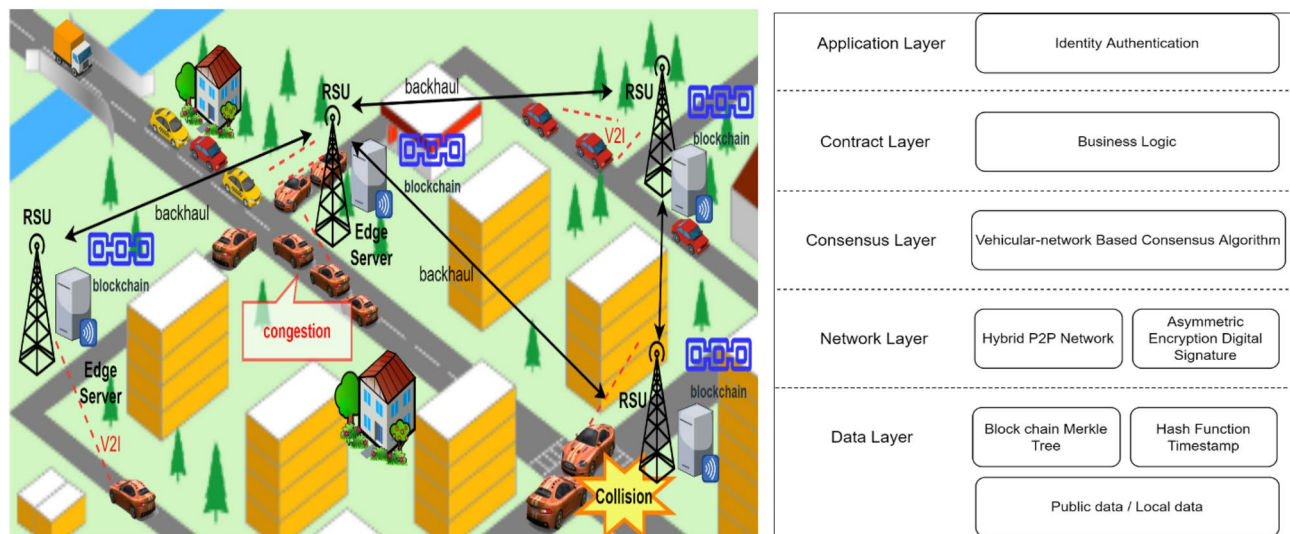 backhaul
RSU
RSU
blockchain
V2I
blockchain
RSU
backhaul
Edge
Server
blockchain
backhaul
congestion
Edge
Server
RSU
blockchain
V2I
Collision
Application Layer
Identity Authentication
Contract Layer
Business Logic
Consensus Layer
Vehicular-network Based Consensus Algorithm
Network Layer
Hybrid P2P Network
Asymmetric
Encryption Digital
Signature
Data Layer
Block chain Merkle
Tree
Hash Function
Timestamp
Public data / Local data